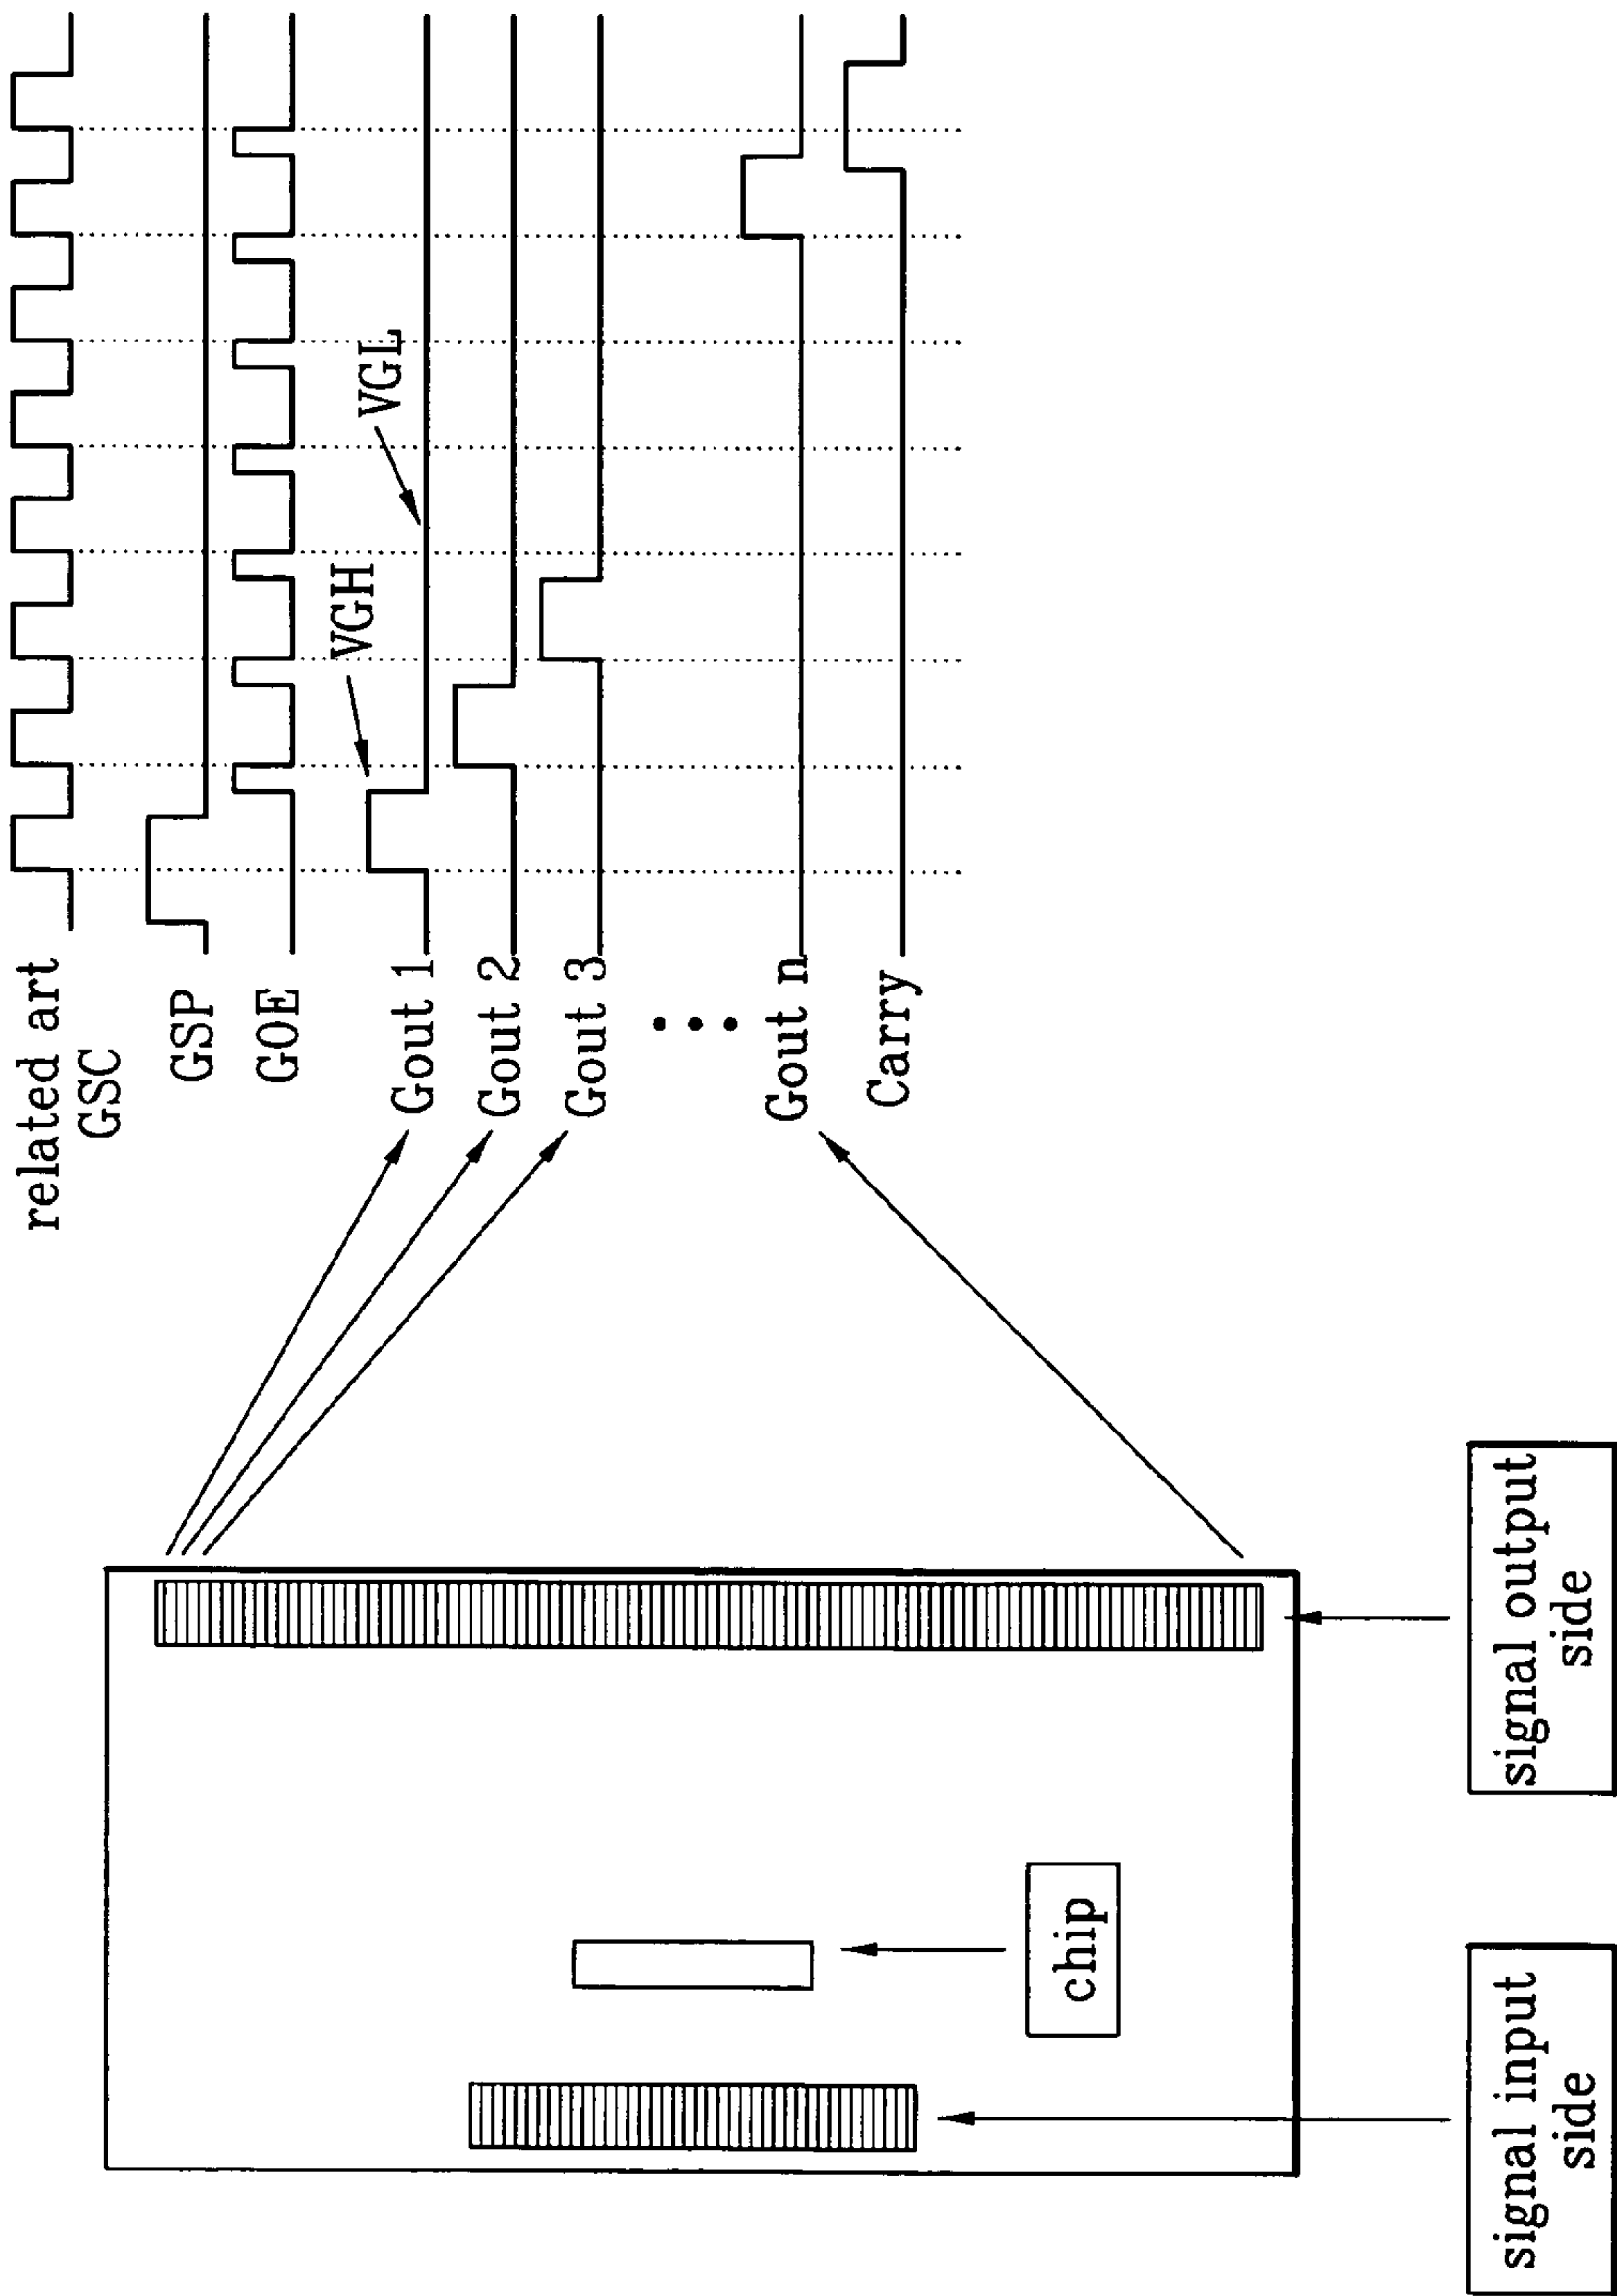 related art
GSC
GSP
GOE
VGH
VGL
Gout 1
Gout 2
Gout 3
Gout n
Carry
chip
signal input
side
signal output
side